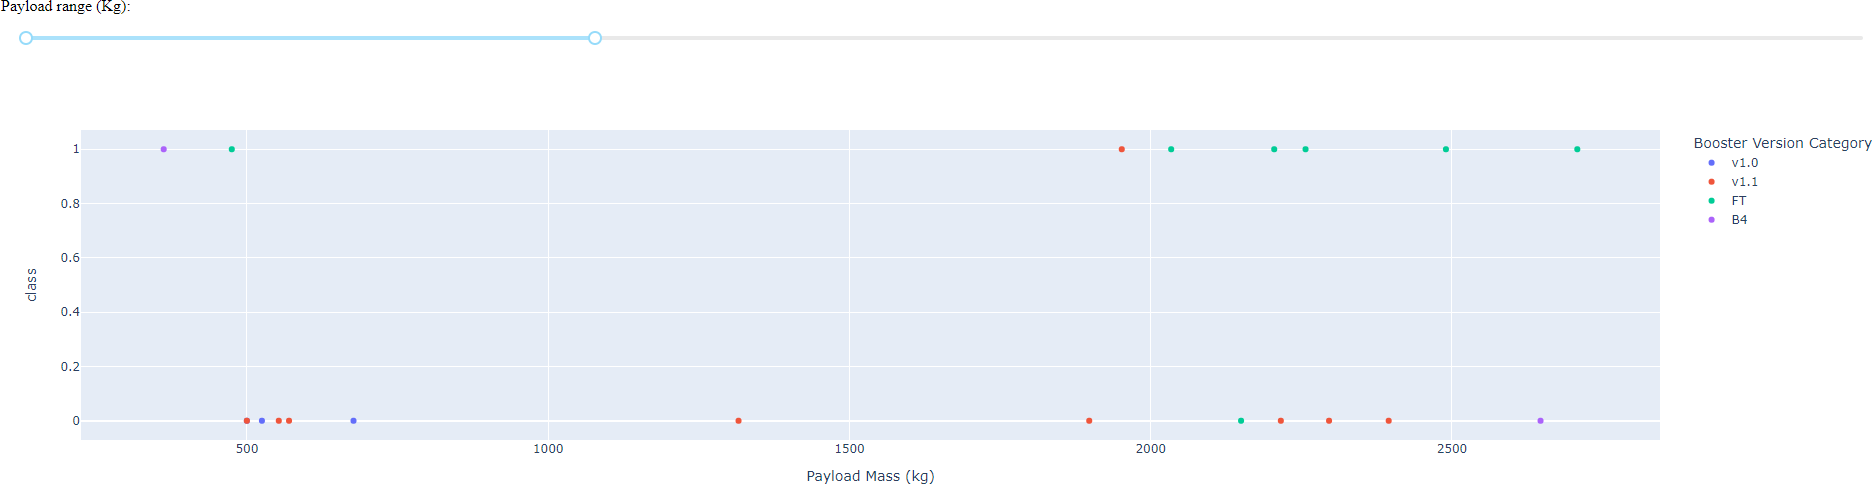 Payload range (Kg):
Booster Version Category
v1.0
v1.1
FT
B4
1
0.8
0.6
0.4
0.2
0
class
500
1000
1500
2000
2500
Payload Mass (kg)